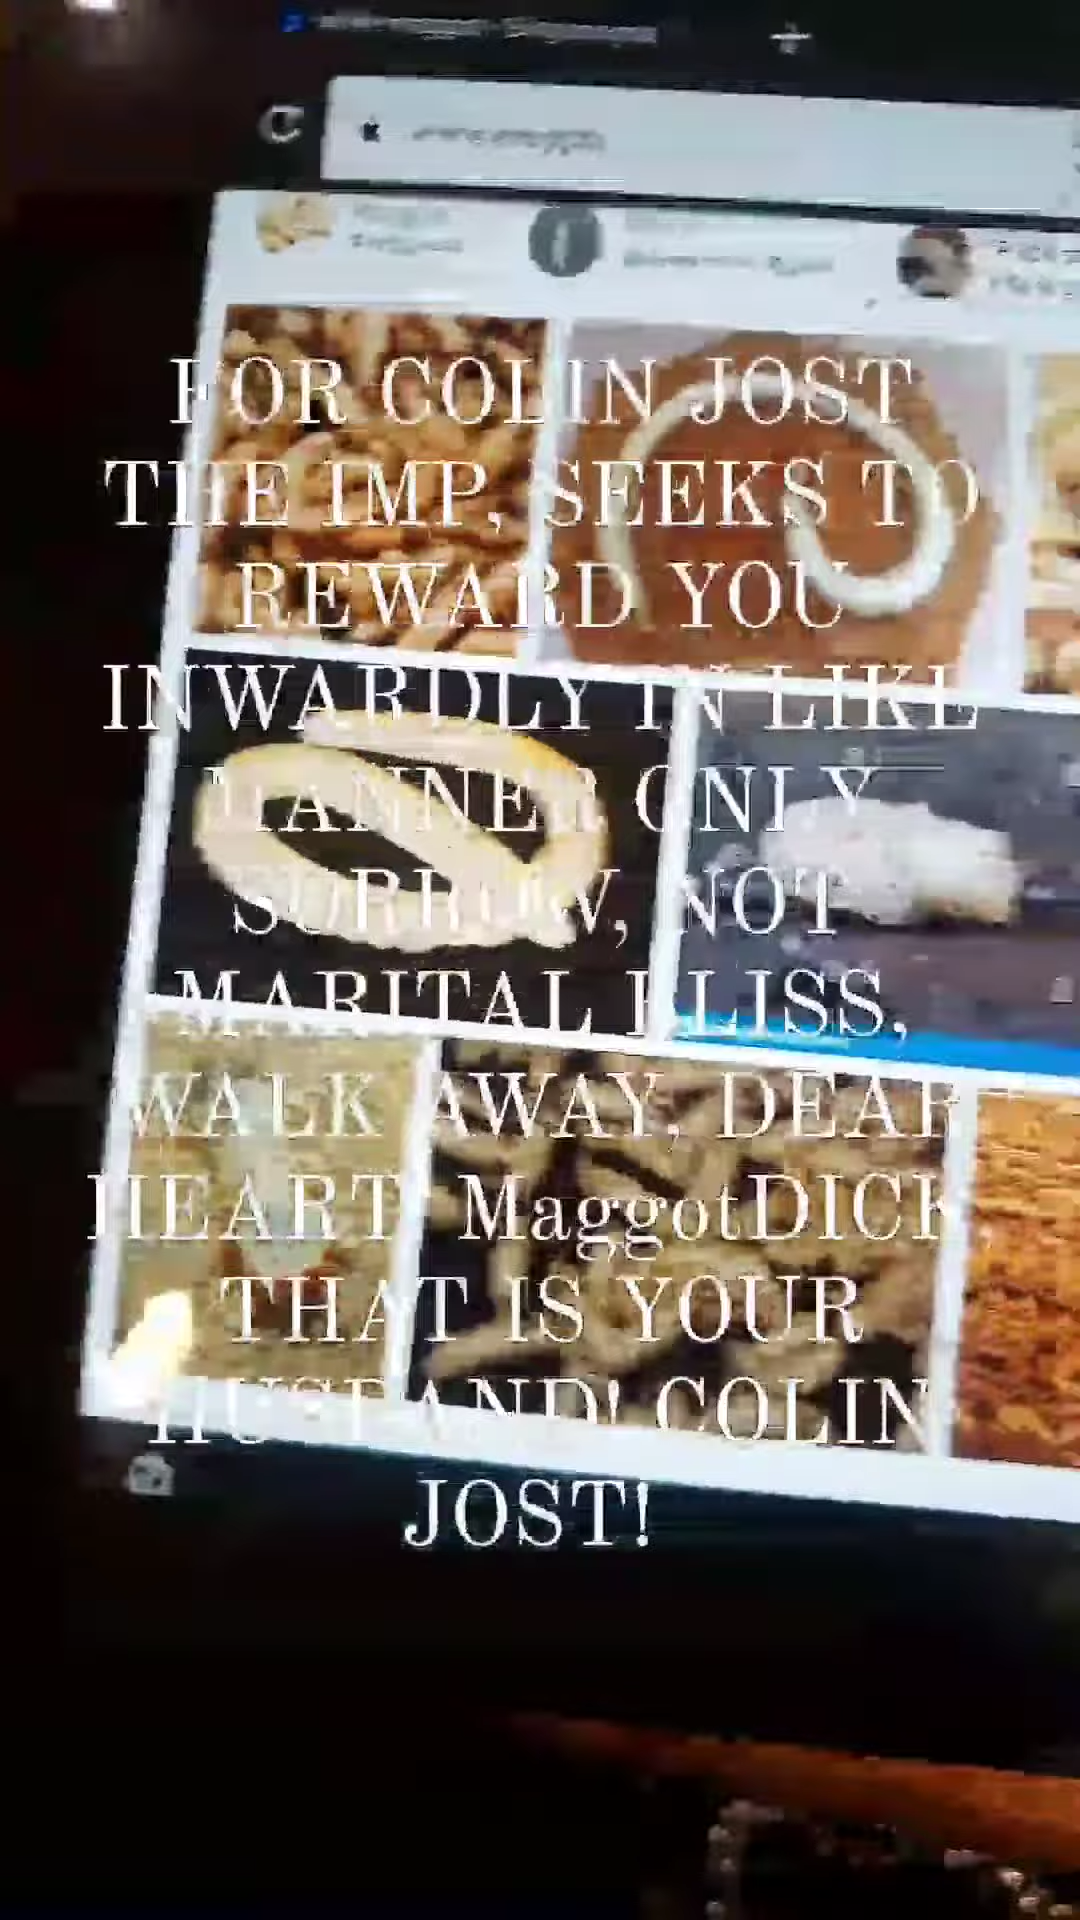 FOR COLIN JOST
THE IMP, SEEKS TO
REWARD YOU
INWARDLY IN LIKE
MANNER ONLY
SORROW, NOT
MARITAL BLISS,
WALK AWAY, DEAR
HEART! MaggotDICK,
THAT IS YOUR
HUSBAND! COLIN
JOST!